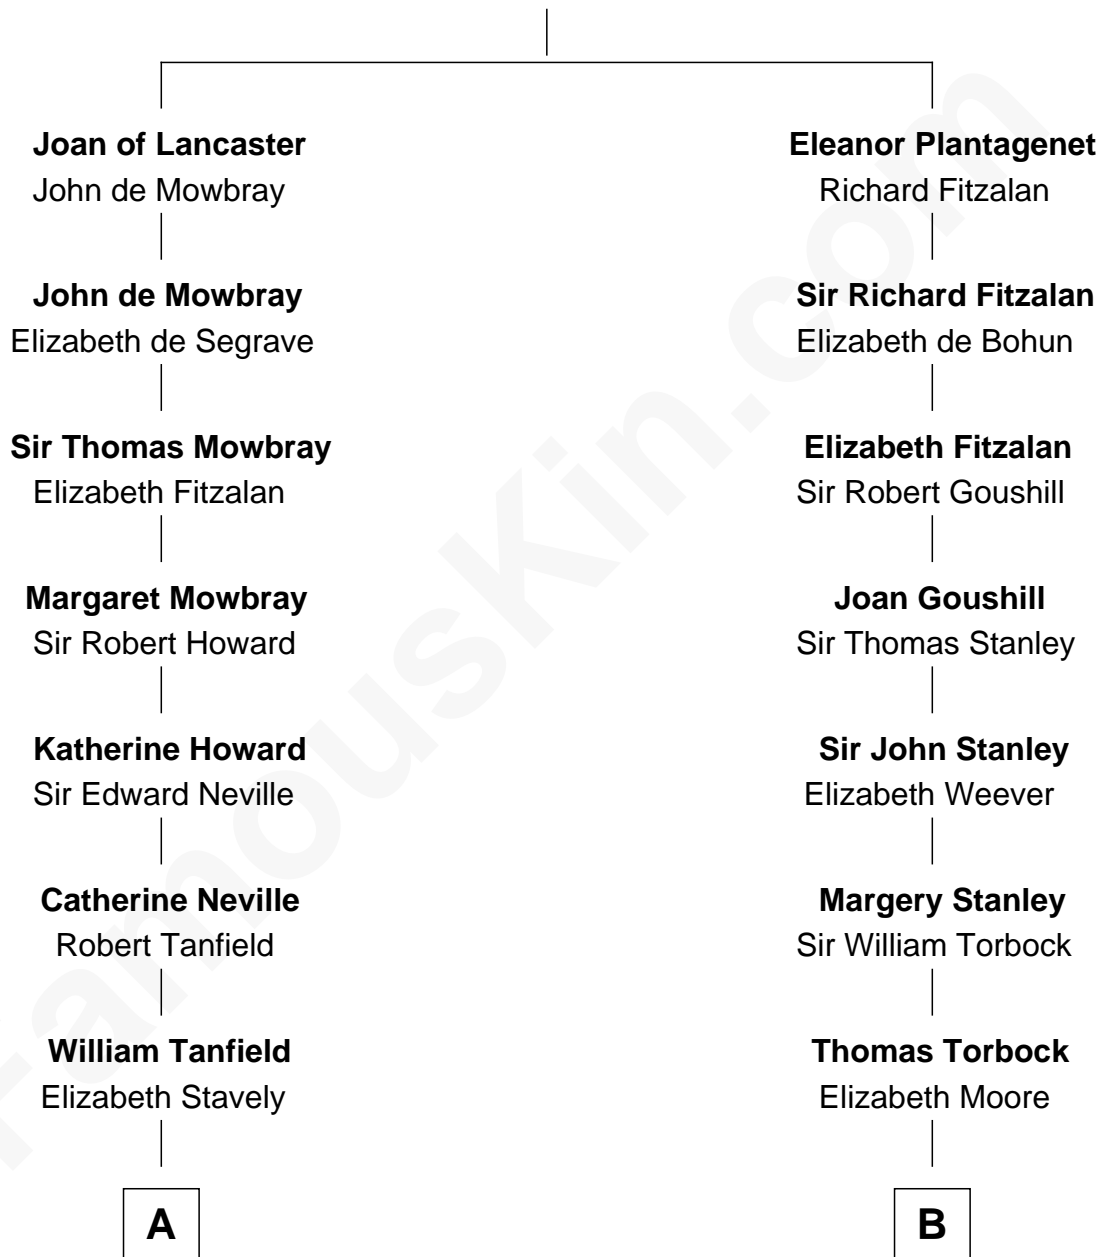 Joan of Lancaster
John de Mowbray
John de Mowbray
Elizabeth de Segrave
Sir Thomas Mowbray
Elizabeth Fitzalan
Margaret Mowbray
Sir Robert Howard
Katherine Howard
Sir Edward Neville
Catherine Neville
Robert Tanfield
William Tanfield
Elizabeth Stavely
A
Eleanor Plantagenet
Richard Fitzalan
Sir Richard Fitzalan
Elizabeth de Bohun
Elizabeth Fitzalan
Sir Robert Goushill
Joan Goushill
Sir Thomas Stanley
Sir John Stanley
Elizabeth Weever
Margery Stanley
Sir William Torbock
Thomas Torbock
Elizabeth Moore
B
FamousKin.com